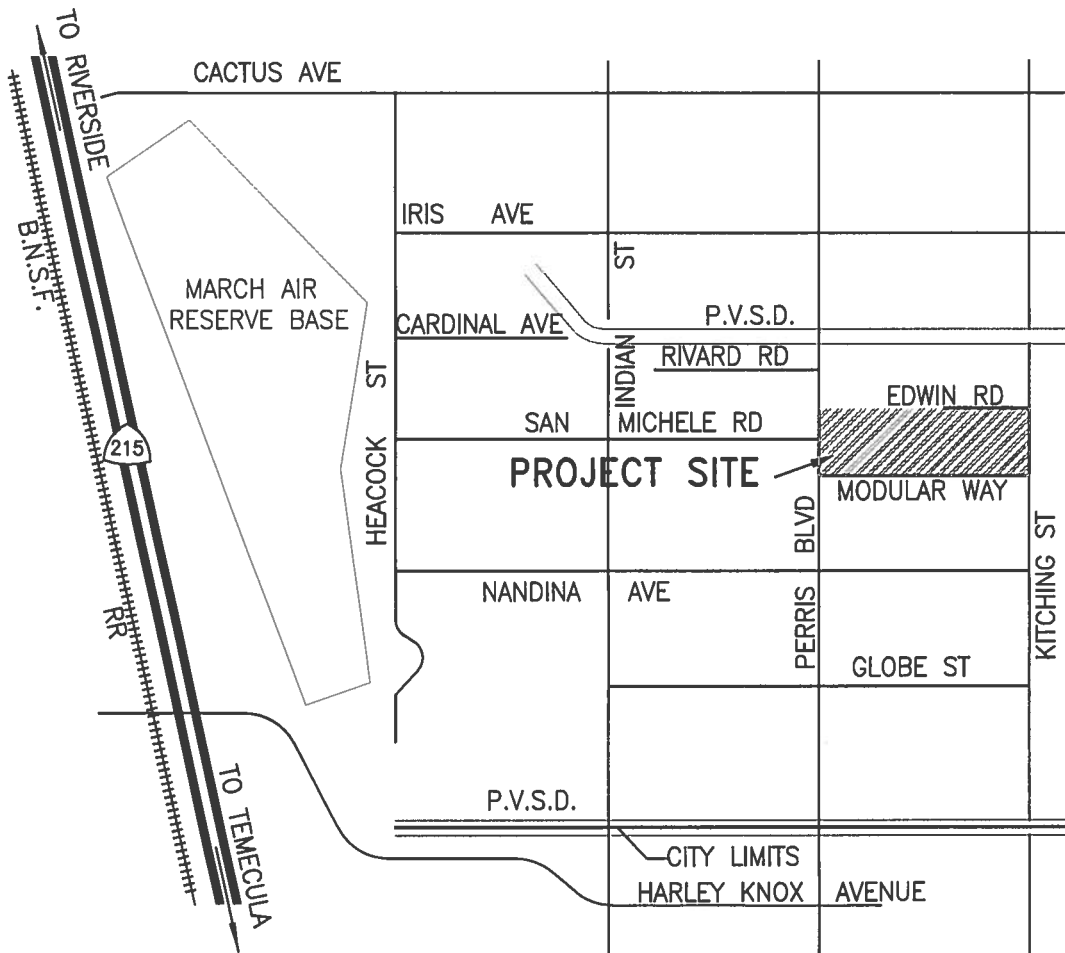 TO RIVERSIDE
CACTUS AVE
B.N.S.F.
RR
IRIS AVE
MARCH AIR
RESERVE BASE
CARDINAL AVE
INDIAN ST
P.V.S.D.
RIVARD RD
EDWIN RD
HEACOCK ST
SAN MICHELE RD
215
PROJECT SITE
MODULAR WAY
PERRIS BLVD
KITCHING ST
NANDINA AVE
GLOBE ST
TO TEMECULA
P.V.S.D.
CITY LIMITS
HARLEY KNOX AVENUE